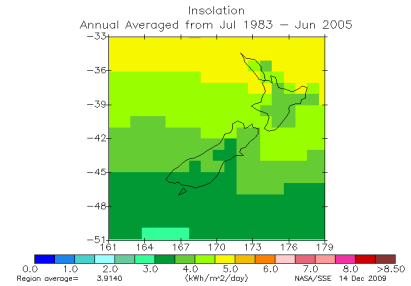 Insolation
Annual Averaged from Jul 1983 – Jun 2005
-33
-36
-39
-42
-45
-48
-51
161 164 167 170 173 176 179
0.0 1.0 2.0 3.0 4.0 5.0 6.0 7.0 8.0 >8.50
Region average= 3.9140 (kWh/m^2/day) NASA/SSE 14 Dec 2009